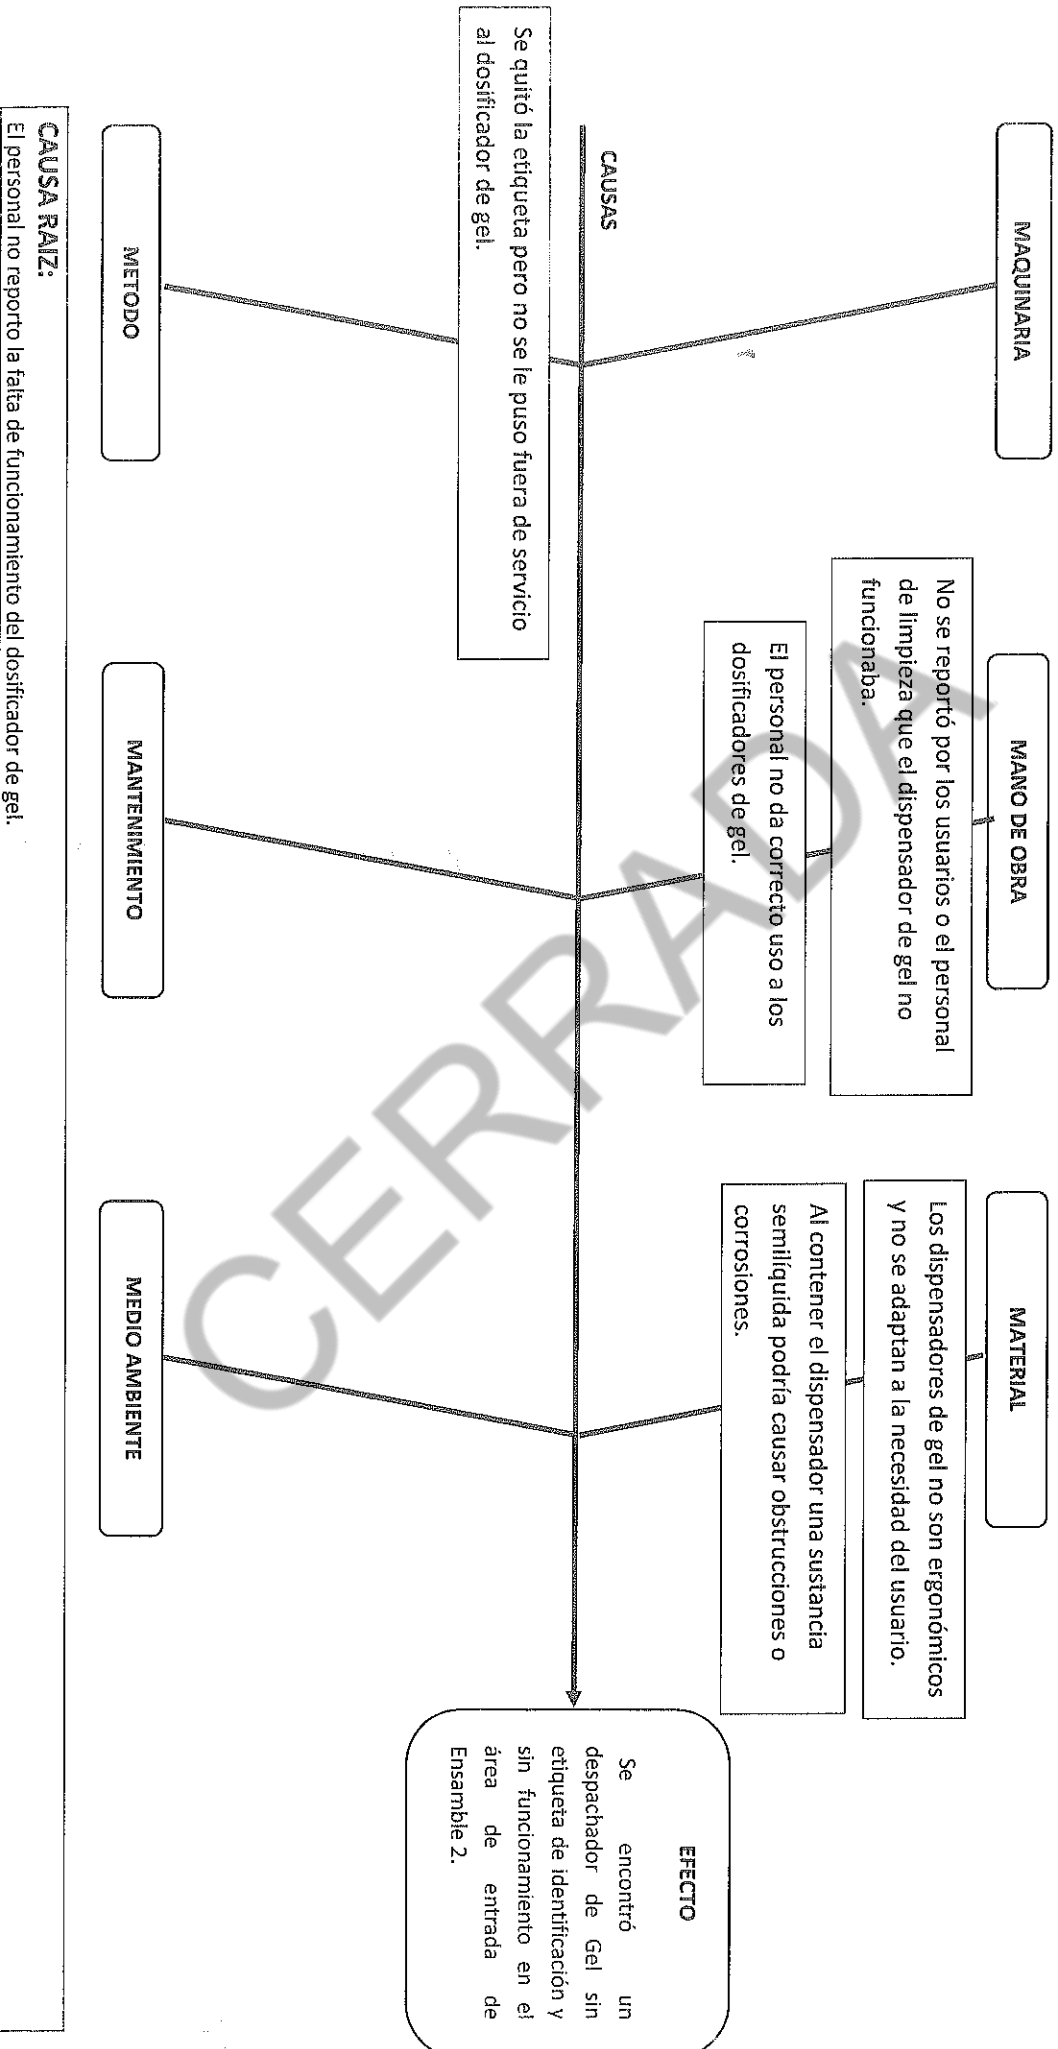 MAQUINARIA
MANO DE OBRA
MATERIAL
No se reportó por los usuarios o el personal
de limpieza que el dispensador de gel no
funcionaba.
El personal no da correcto uso a los
dosificadores de gel.
Los dispensadores de gel no son ergonómicos
y no se adaptan a la necesidad del usuario.
Al contener el dispensador una sustancia
semilíquida podría causar obstrucciones o
corrosiones.
CAUSAS
Se quitó la etiqueta pero no se le puso fuera de servicio
al dosificador de gel.
EFECTO
Se encontró un
despachador de Gel sin
etiqueta de identificación y
sin funcionamiento en el
área de entrada de
Ensamble 2.
METODO
MANTENIMIENTO
MEDIO AMBIENTE
CAUSA RAIZ:
El personal no reporto la falta de funcionamiento del dosificador de gel.
CERRADA